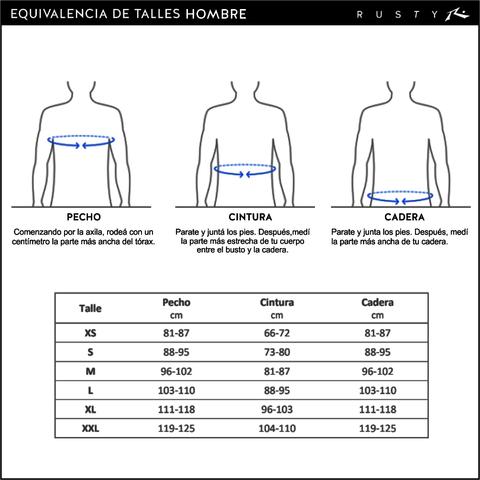 EQUIVALENCIA DE TALLES HOMBRE
RUSTY
PECHO
Comenzando por la axila, rodeá con un
centímetro la parte más ancha del tórax.
CINTURA
Parate y juntá los pies. Después,medí
la parte más estrecha de tu cuerpo
entre el busto y la cadera.
CADERA
Parate y junta los pies. Después, medí
la parte más ancha de tu cadera.
Talle Pecho cm Cintura cm Cadera cm
XS 81-87 66-72 81-87
S 88-95 73-80 88-95
M 96-102 81-87 96-102
L 103-110 88-95 103-110
XL 111-118 96-103 111-118
XXL 119-125 104-110 119-125